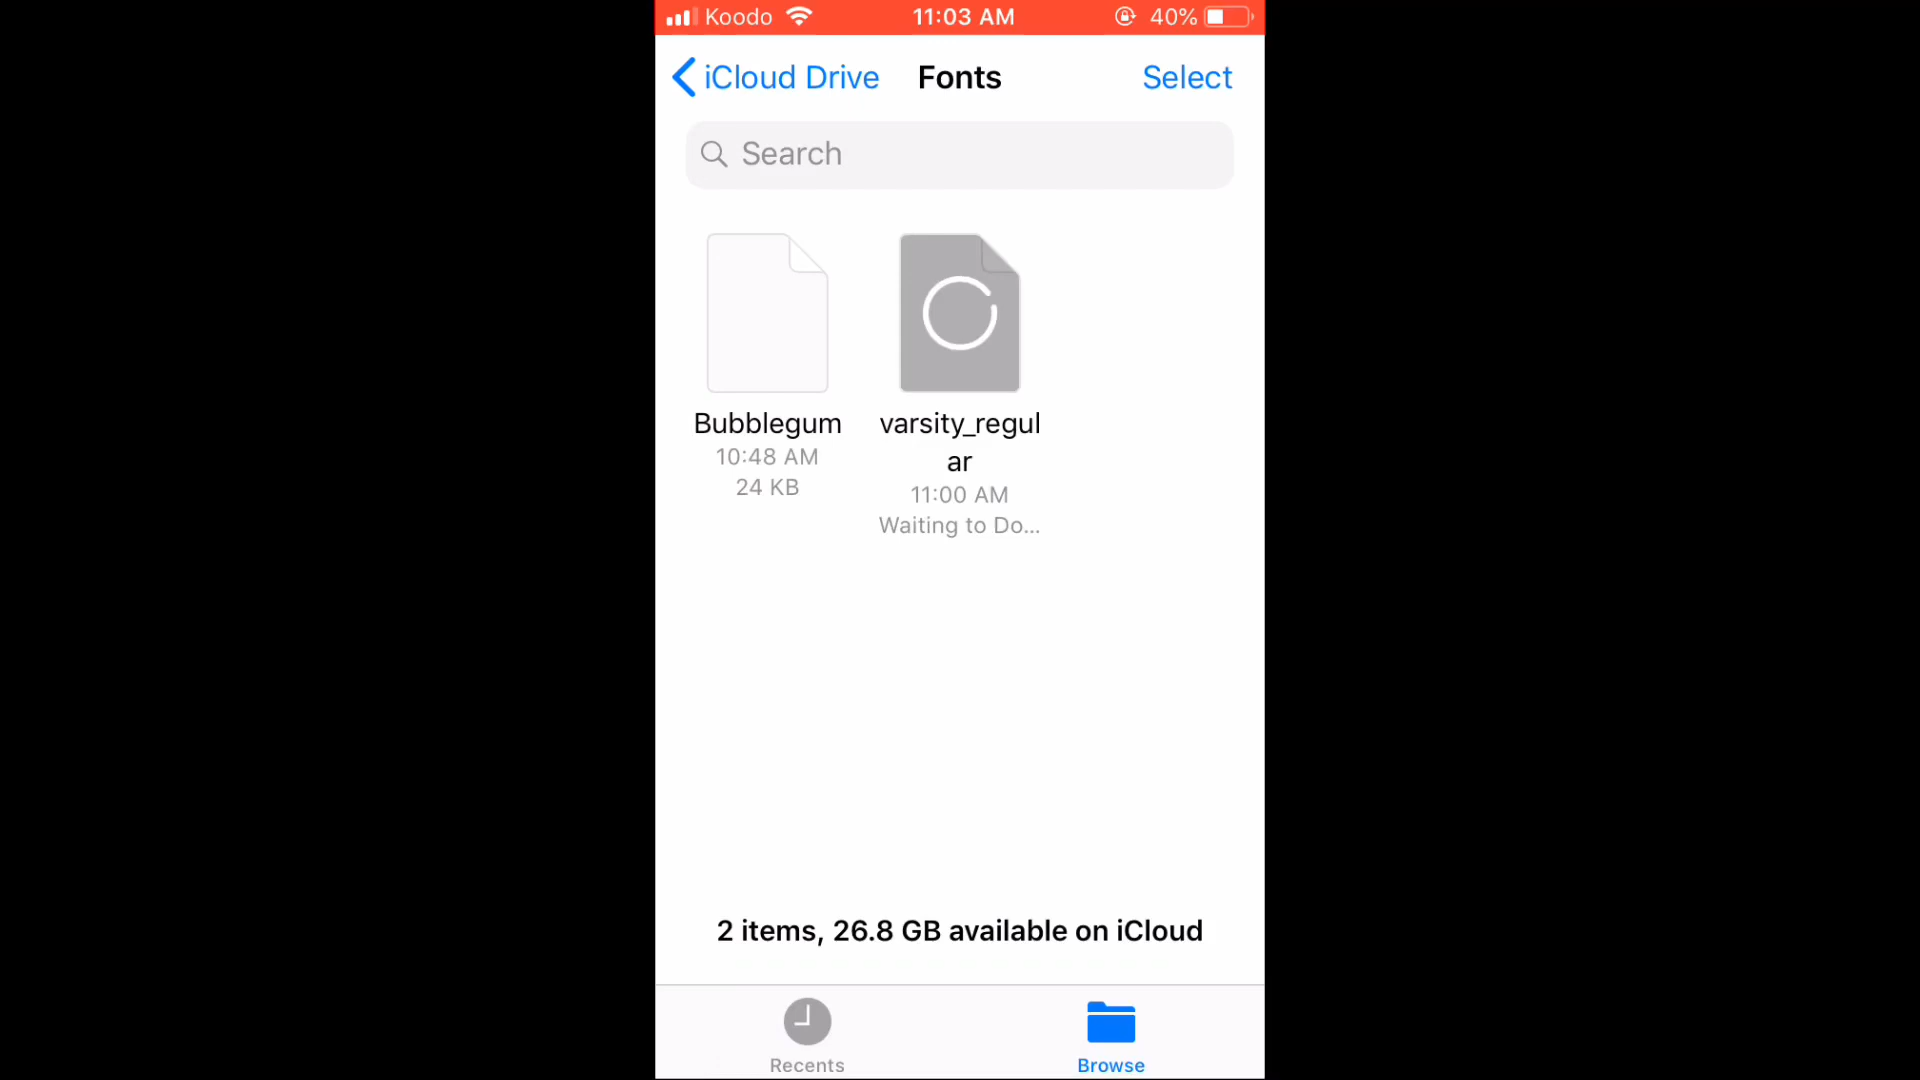 Koodo 11:03 AM 40%
iCloud Drive Fonts Select
Search
Bubblegum
10:48 AM
24 KB
varsity_regul
ar
11:00 AM
Waiting to Do...
2 items, 26.8 GB available on iCloud
Recents Browse